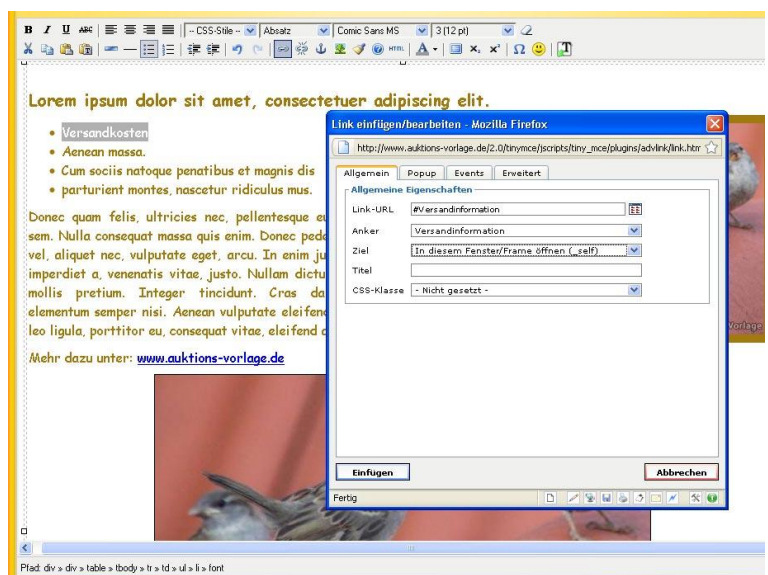 B I U ABC -- CSS-Stile -- Absatz Comic Sans MS 3 (12 pt)
HTML A x, x² Ω T
Lorem ipsum dolor sit amet, consectetuer adipiscing elit.
Versandkosten
Aenean massa.
Cum sociis natoque penatibus et magnis dis
parturient montes, nascetur ridiculus mus.
Donec quam felis, ultricies nec, pellentesque eu
sem. Nulla consequat massa quis enim. Donec pede
vel, aliquet nec, vulputate eget, arcu. In enim ju
imperdiet a, venenatis vitae, justo. Nullam dictu
mollis pretium. Integer tincidunt. Cras da
elementum semper nisi. Aenean vulputate eleifend
leo ligula, porttitor eu, consequat vitae, eleifend
Mehr dazu unter: www.auktions-vorlage.de
Link einfügen/bearbeiten - Mozilla Firefox
http://www.auktions-vorlage.de/2.0/tinymce/jscripts/tiny_mce/plugins/advlink/link.htm
Allgemein Popup Events Erweitert
Allgemeine Eigenschaften
Link-URL #Versandinformation
Anker Versandinformation
Ziel In diesem Fenster/Frame öffnen (_self)
Titel
CSS-Klasse - Nicht gesetzt -
Einfügen Abbrechen
Fertig
Vorlage
Pfad: div » div » table » tbody » tr » td » ul » li » font